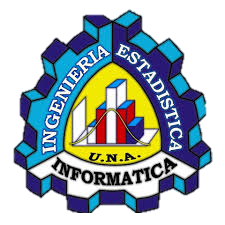 INGENIERIA
ESTADISTICA
U.N.A.
INFORMATICA